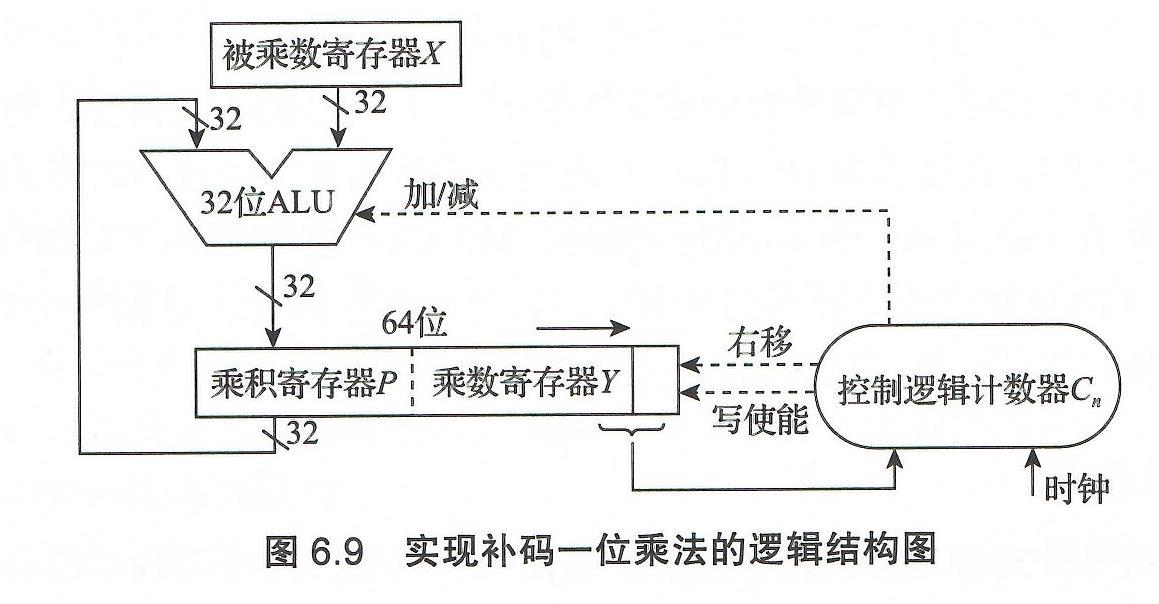 被乘数寄存器X
32
32
32位ALU
加/减
32
64位
右移
乘积寄存器P
乘数寄存器Y
控制逻辑计数器Cₙ
写使能
32
时钟
图 6.9 实现补码一位乘法的逻辑结构图